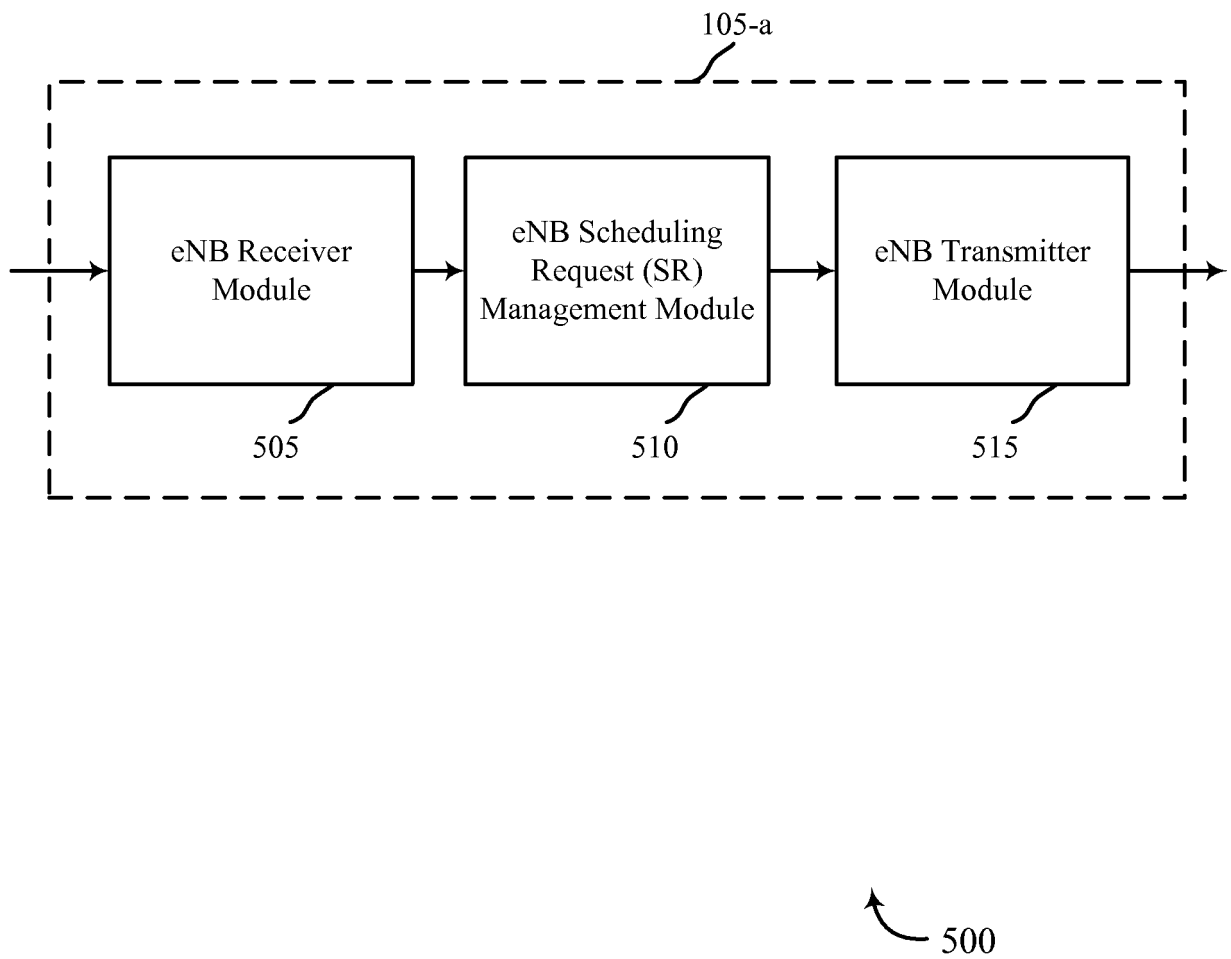 105-a
eNB Receiver
Module
eNB Scheduling
Request (SR)
Management Module
eNB Transmitter
Module
505
510
515
500